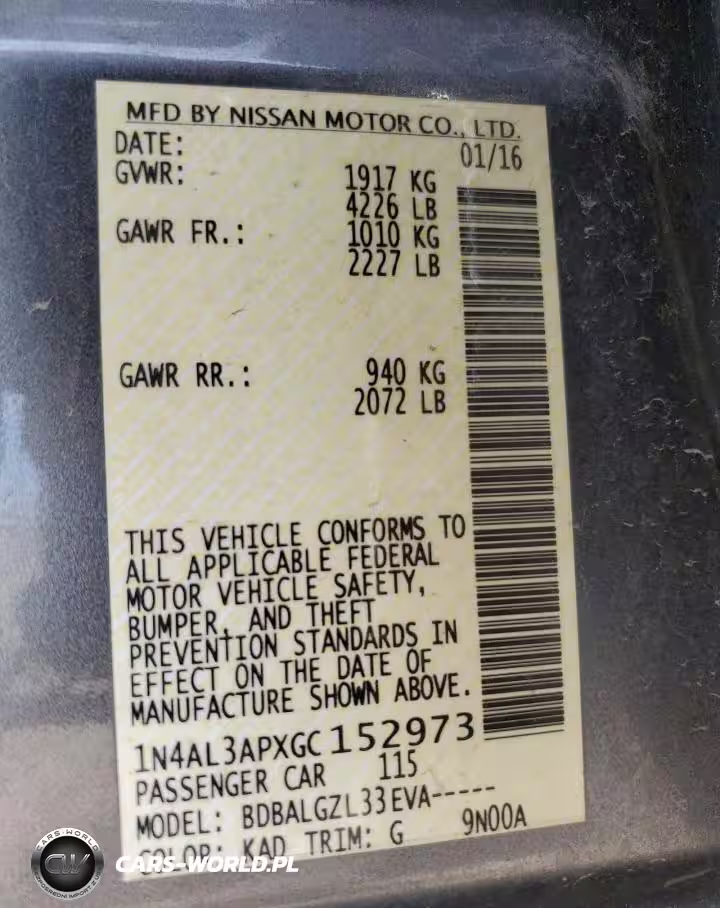 MFD BY NISSAN MOTOR CO., LTD.
DATE: 01/16
GVWR: 1917 KG
4226 LB
GAWR FR.: 1010 KG
2227 LB
GAWR RR.: 940 KG
2072 LB
THIS VEHICLE CONFORMS TO
ALL APPLICABLE FEDERAL
MOTOR VEHICLE SAFETY,
BUMPER, AND THEFT
PREVENTION STANDARDS IN
EFFECT ON THE DATE OF
MANUFACTURE SHOWN ABOVE.
1N4AL3APXGC152973
PASSENGER CAR 115
MODEL: BDBALGZL33EVA-----
COLOR: KAD TRIM: G 9N00A
CARS-WORLD
CW
CARS-WORLD.PL